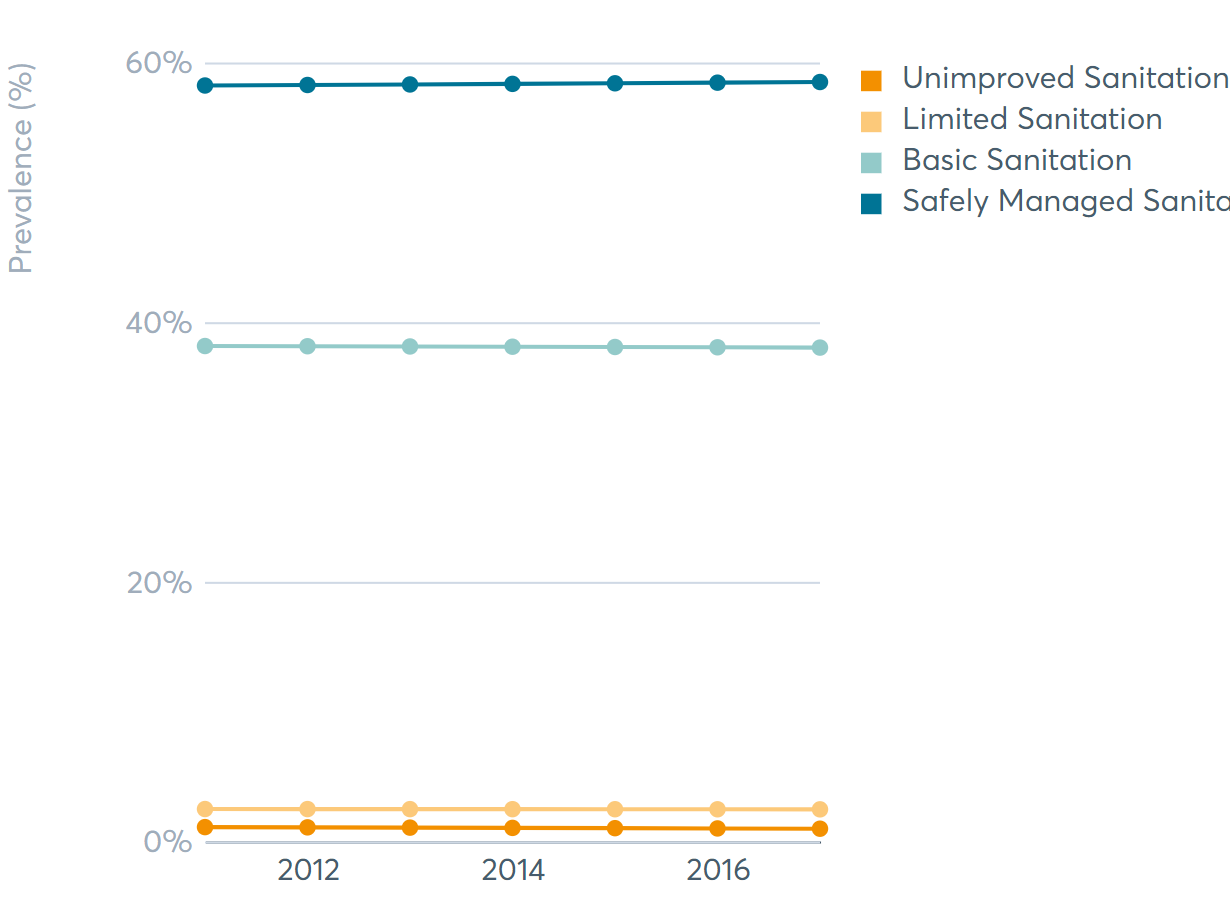 Prevalence (%)
60%
40%
20%
0%
2012
2014
2016
Unimproved Sanitation
Limited Sanitation
Basic Sanitation
Safely Managed Sanita